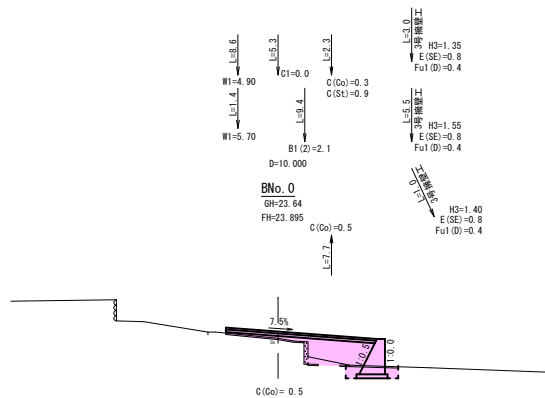 L=8.6
W1=4.90
L=5.3
C1=0.0
L=2.3
C(Co)=0.3
C(St)=0.9
L=3.0
3号擁壁工
H3=1.35
E(SE)=0.8
Fu1(D)=0.4
L=1.4
W1=5.70
L=9.4
B1(2)=2.1
L=5.5
3号擁壁工
H3=1.55
E(SE)=0.8
Fu1(D)=0.4
D=10.000
BNo.0
GH=23.64
FH=23.895
L=1.0
3号擁壁工
H3=1.40
E(SE)=0.8
Fu1(D)=0.4
C(Co)=0.5
L=7.7
7.5%
1:0.5
1:0.0
C(Co)= 0.5